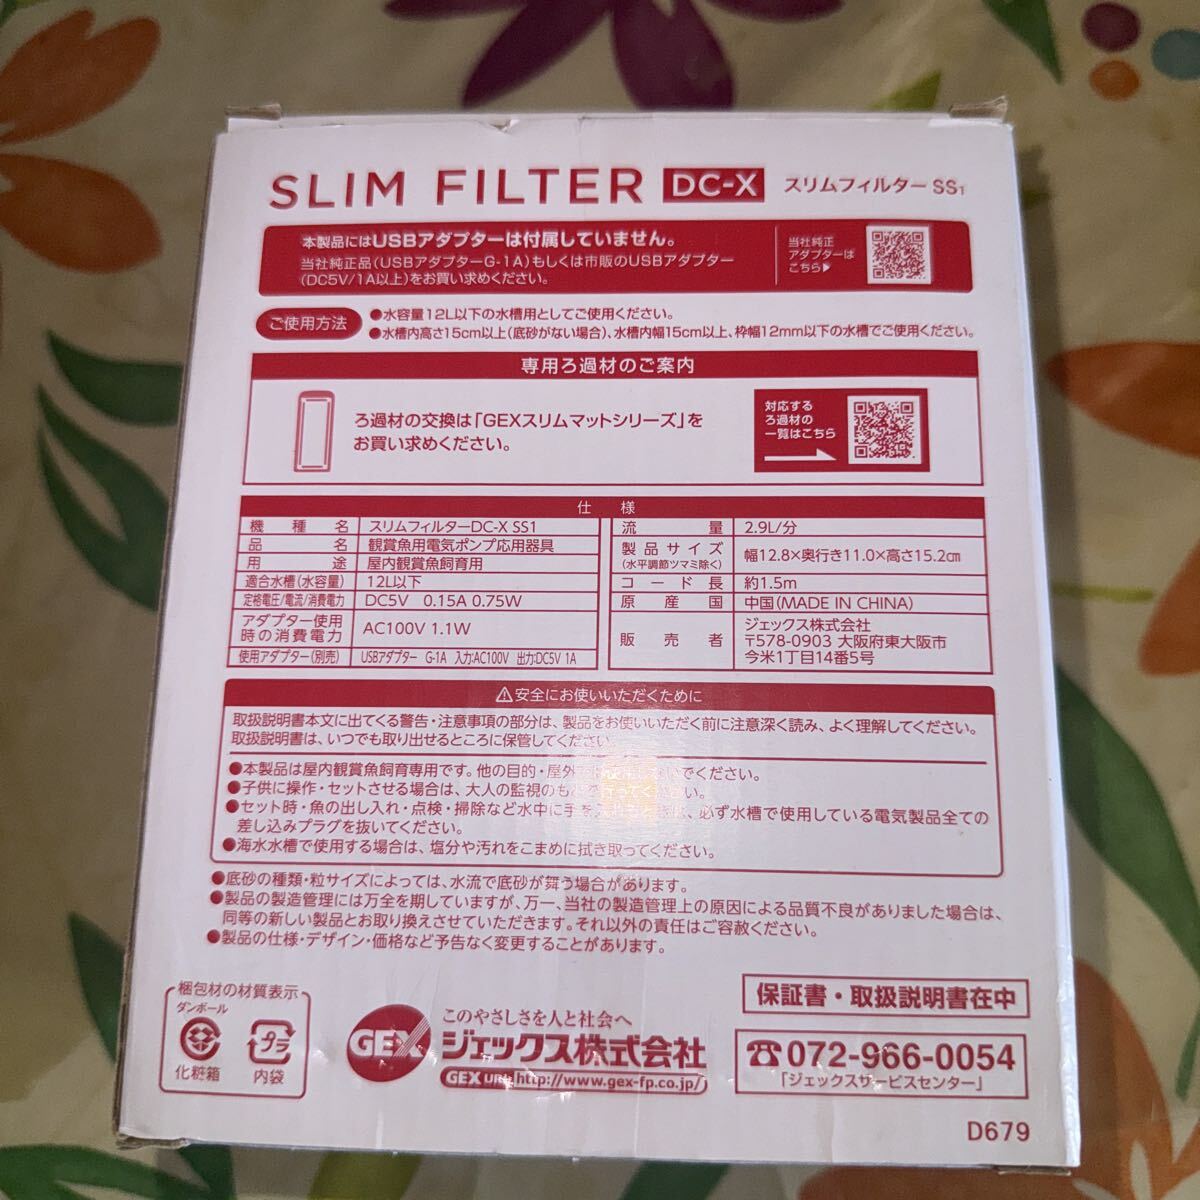 SLIM FILTER DC-X スリムフィルター SS1
本製品にはUSBアダプターは付属していません。
当社純正品(USBアダプターG-1A)もしくは市販のUSBアダプター
(DC5V/1A以上)をお買い求めください。
当社純正
アダプターは
こちら▶
ご使用方法
●水容量12L以下の水槽用としてご使用ください。
●水槽内高さ15cm以上(底砂がない場合)、水槽内幅15cm以上、枠幅12mm以下の水槽でご使用ください。
専用ろ過材のご案内
ろ過材の交換は「GEXスリムマットシリーズ」を
お買い求めください。
対応する
ろ過材の
一覧はこちら
仕 様
機種名 スリムフィルターDC-X SS1
品名 観賞魚用電気ポンプ応用器具
用途 屋内観賞魚飼育用
適合水槽(水容量) 12L以下
定格電圧/電流/消費電力 DC5V 0.15A 0.75W
アダプター使用
時の消費電力 AC100V 1.1W
使用アダプター(別売) USBアダプター G-1A 入力:AC100V 出力:DC5V 1A
流量 2.9L/分
製品サイズ
(水平調節ツマミ除く) 幅12.8×奥行き11.0×高さ15.2cm
コード長 約1.5m
原産国 中国(MADE IN CHINA)
販売者 ジェックス株式会社
〒578-0903 大阪府東大阪市
今米1丁目14番5号
⚠安全にお使いいただくために
取扱説明書本文に出てくる警告・注意事項の部分は、製品をお使いいただく前に注意深く読み、よく理解してください。
取扱説明書は、いつでも取り出せるところに保管してください。
●本製品は屋内観賞魚飼育専用です。他の目的・屋外では使用しないでください。
●子供に操作・セットさせる場合は、大人の監視のもとで行ってください。
●セット時・魚の出し入れ・点検・掃除など水中に手を入れるときは、必ず水槽で使用している電気製品全ての
差し込みプラグを抜いてください。
●海水水槽で使用する場合は、塩分や汚れをこまめに拭き取ってください。
●底砂の種類・粒サイズによっては、水流で底砂が舞う場合があります。
●製品の製造管理には万全を期していますが、万一、当社の製造管理上の原因による品質不良がありました場合は、
同等の新しい製品とお取り換えさせていただきます。それ以外の責任はご容赦ください。
●製品の仕様・デザイン・価格など予告なく変更することがあります。
梱包材の材質表示
ダンボール
プラ
化粧箱 内袋
GEX
このやさしさを人と社会へ
ジェックス株式会社
GEX URL http://www.gex-fp.co.jp/
保証書・取扱説明書在中
☎072-966-0054
「ジェックスサービスセンター」
D679